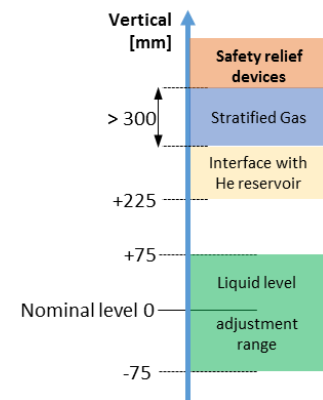 Vertical
[mm]
Safety relief
devices
> 300
Stratified Gas
Interface with
He reservoir
+225
+75
Liquid level
Nominal level 0
adjustment
range
-75